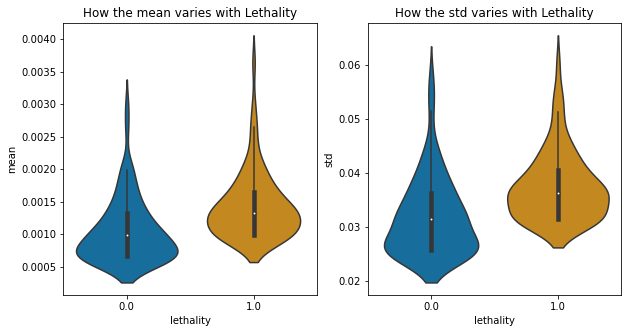 How the mean varies with Lethality
mean
0.0040
0.0035
0.0030
0.0025
0.0020
0.0015
0.0010
0.0005
0.0
1.0
lethality
How the std varies with Lethality
std
0.06
0.05
0.04
0.03
0.02
0.0
1.0
lethality